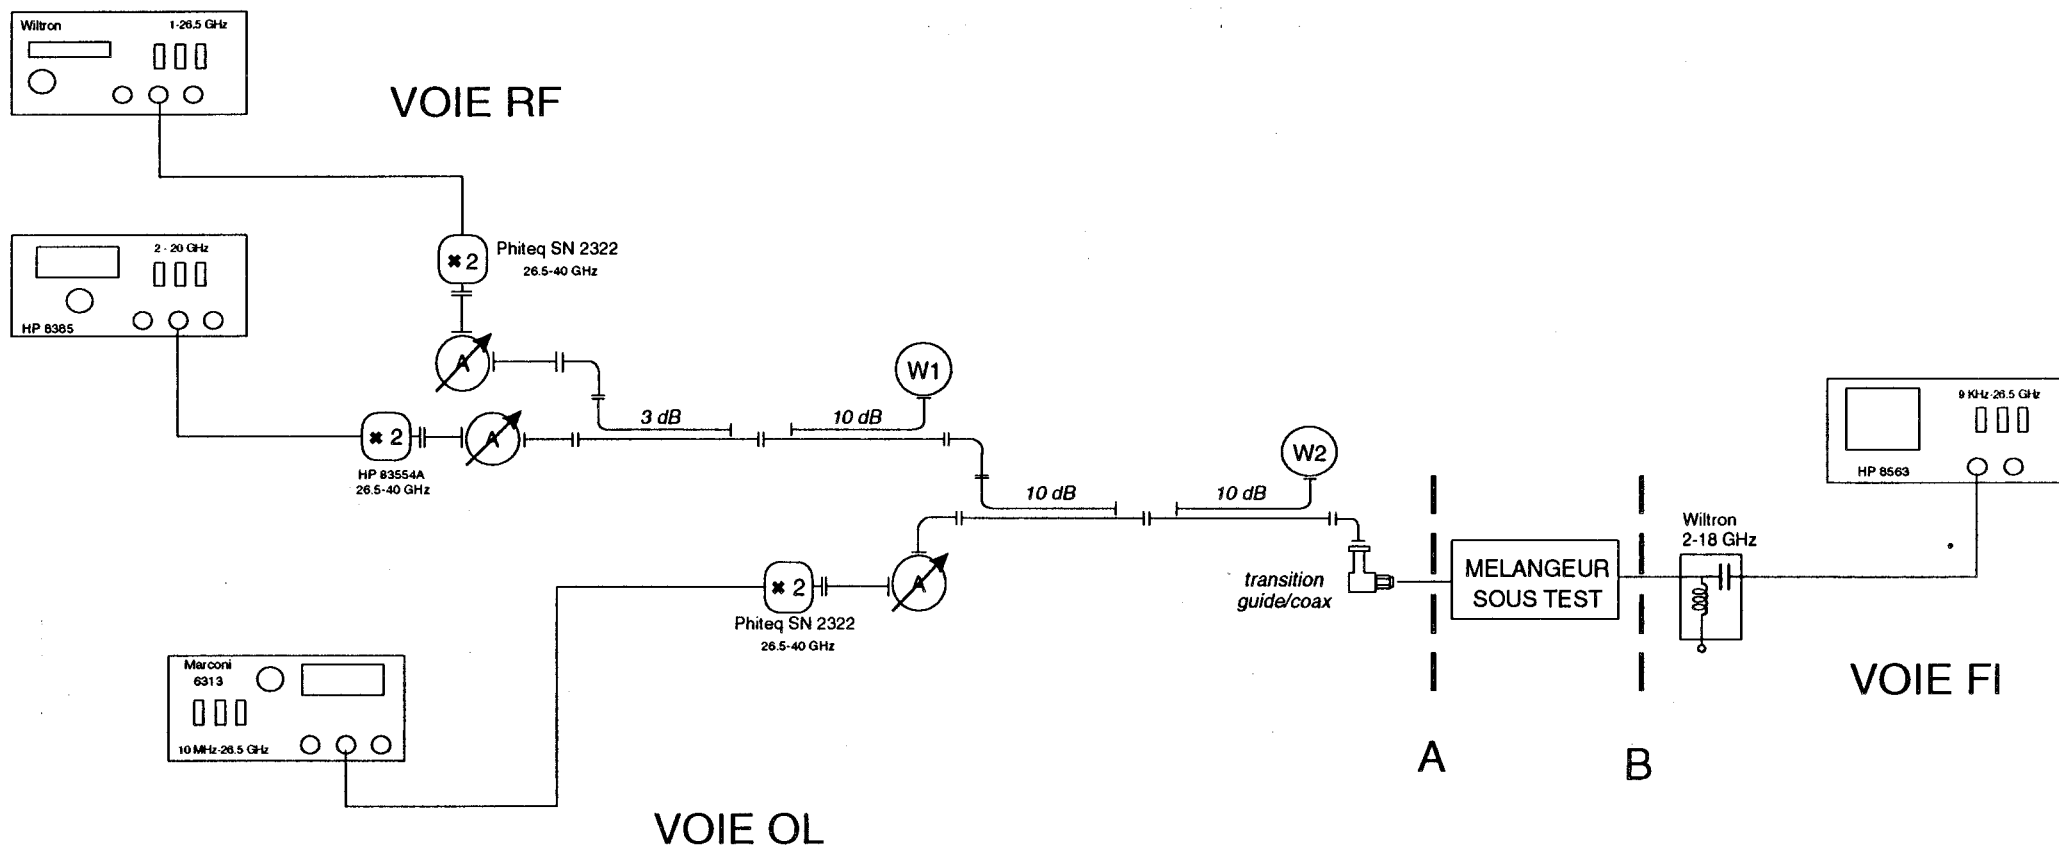 Wiltron
1-26.5 GHz
VOIE RF
2 - 20 GHz
HP 8385
✖ 2
Phiteq SN 2322
26.5-40 GHz
A
W1
3 dB
10 dB
✖ 2
A
HP 83554A
26.5-40 GHz
W2
10 dB
10 dB
9 KHz-26.5 GHz
HP 8563
Wiltron
2-18 GHz
✖ 2
A
Phiteq SN 2322
26.5-40 GHz
transition
guide/coax
MELANGEUR
SOUS TEST
Marconi
6313
10 MHz-26.5 GHz
VOIE FI
A
B
VOIE OL